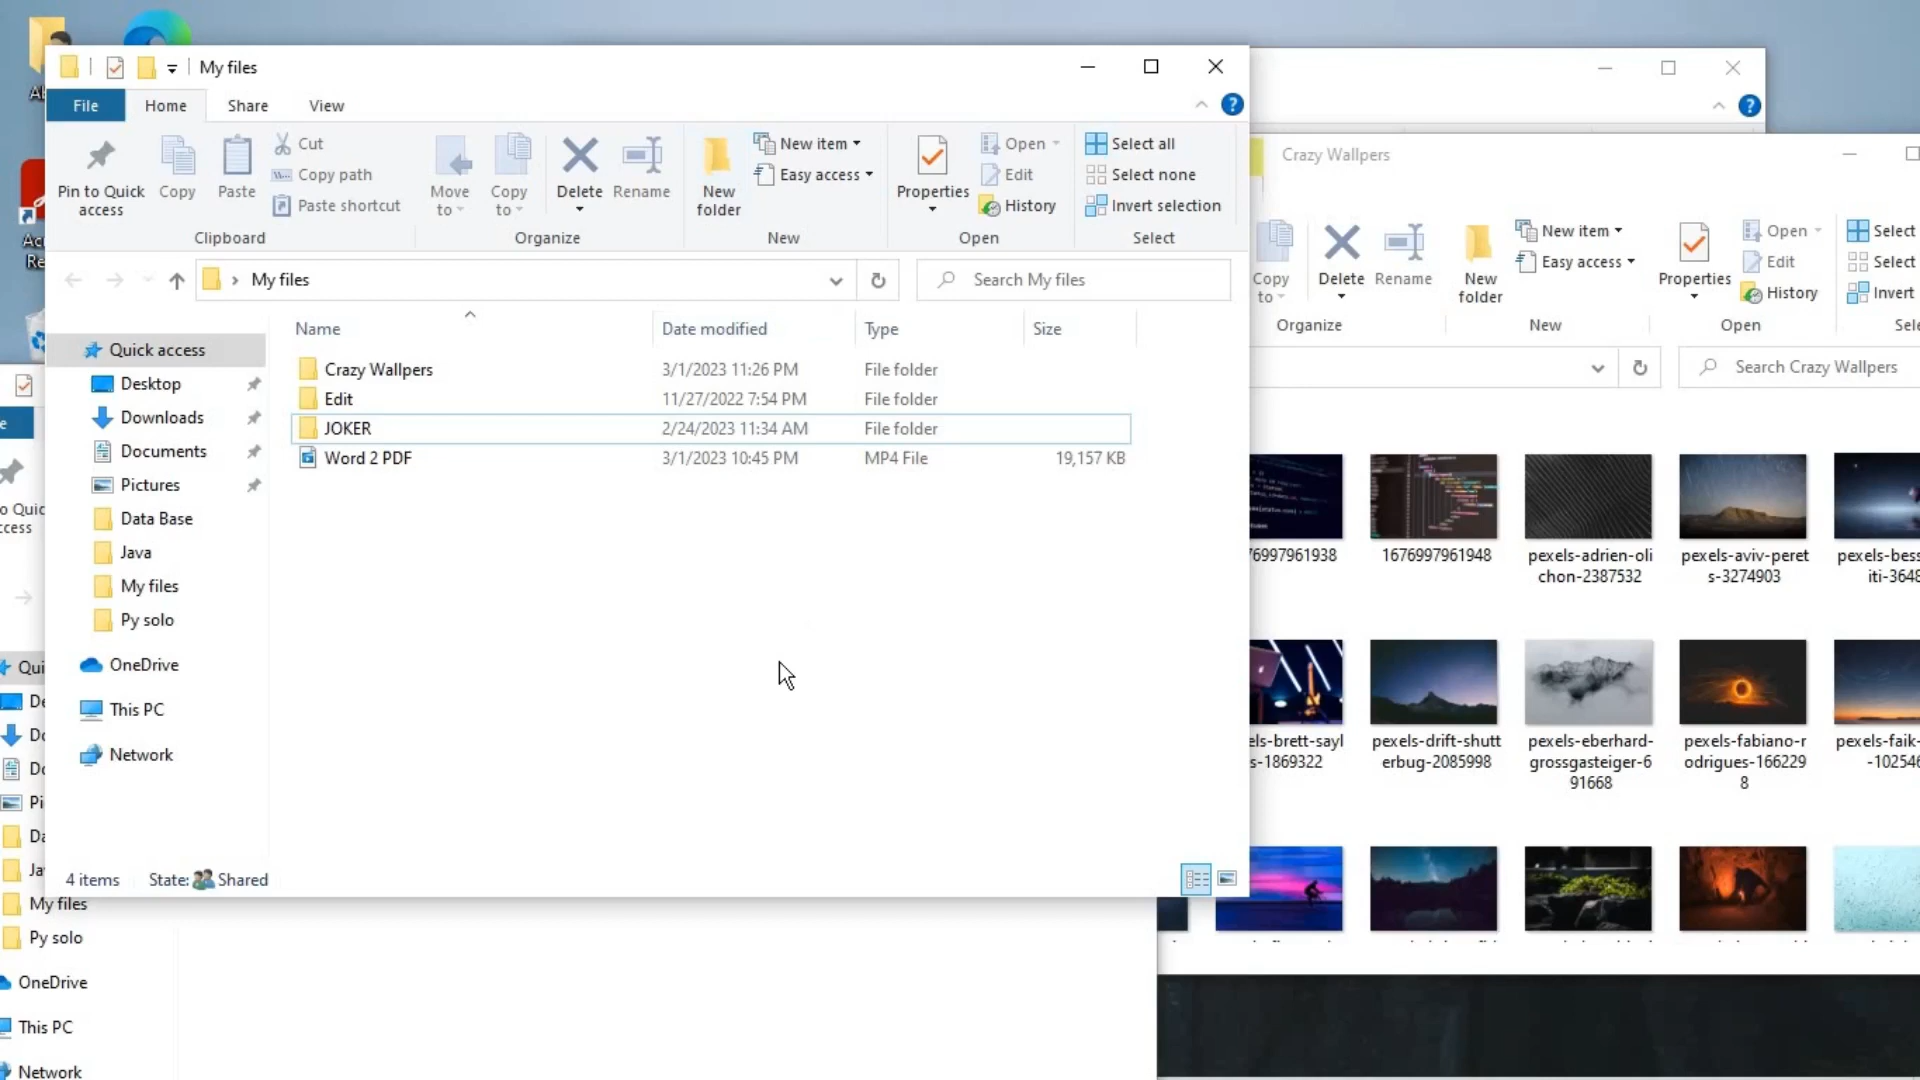 My files
File
Home
Share
View
Pin to Quick
access
Copy
Paste
Cut
Copy path
Paste shortcut
Clipboard
Move
to
Copy
to
Delete
Rename
Organize
New
folder
New item
Easy access
New
Properties
Open
Edit
History
Open
Select all
Select none
Invert selection
Select
My files
Search My files
Name
Date modified
Type
Size
Crazy Wallpers
3/1/2023 11:26 PM
File folder
Edit
11/27/2022 7:54 PM
File folder
JOKER
2/24/2023 11:34 AM
File folder
Word 2 PDF
3/1/2023 10:45 PM
MP4 File
19,157 KB
Quick access
Desktop
Downloads
Documents
Pictures
Data Base
Java
My files
Py solo
OneDrive
This PC
Network
4 items
State:
Shared
Crazy Wallpers
Copy
to
Delete
Rename
Organize
New
folder
New item
Easy access
New
Properties
Open
Edit
History
Open
Select
Select
Invert
Sele
Search Crazy Wallpers
76997961938
1676997961948
pexels-adrien-oli
chon-2387532
pexels-aviv-peret
s-3274903
pexels-bess
iti-3648
els-brett-sayl
s-1869322
pexels-drift-shutt
erbug-2085998
pexels-eberhard-
grossgasteiger-6
91668
pexels-fabiano-r
odrigues-166229
8
pexels-faik-
-102546
Ac
Re
e
o Quic
ccess
Qui
De
Do
Do
Pi
Da
Jav
My files
Py solo
OneDrive
This PC
Network